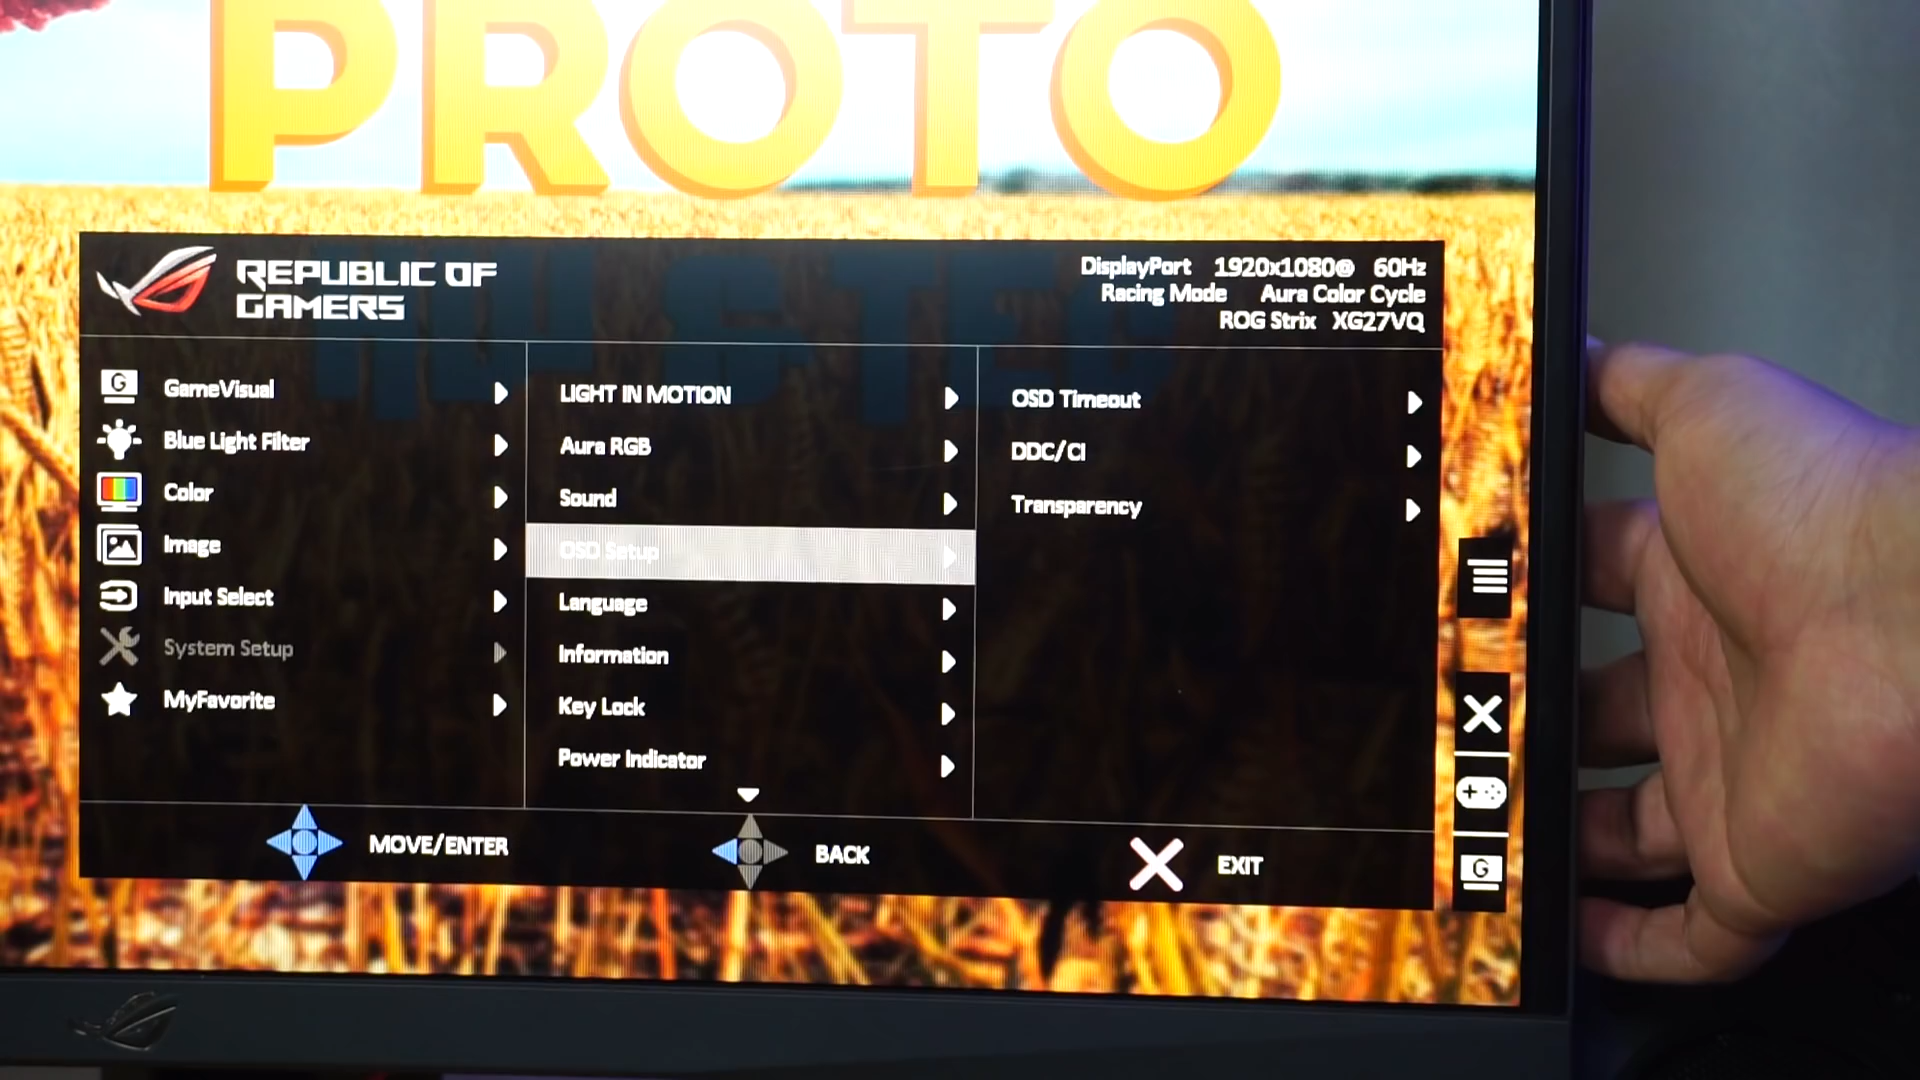 PROTO
REPUBLIC OF
GAMERS
DisplayPort 1920x1080@ 60Hz
Racing Mode Aura Color Cycle
ROG Strix XG27VQ
GameVisual
Blue Light Filter
Color
Image
Input Select
System Setup
MyFavorite
LIGHT IN MOTION
Aura RGB
Sound
OSD Setup
Language
Information
Key Lock
Power Indicator
OSD Timeout
DDC/CI
Transparency
MOVE/ENTER
BACK
EXIT
G
G